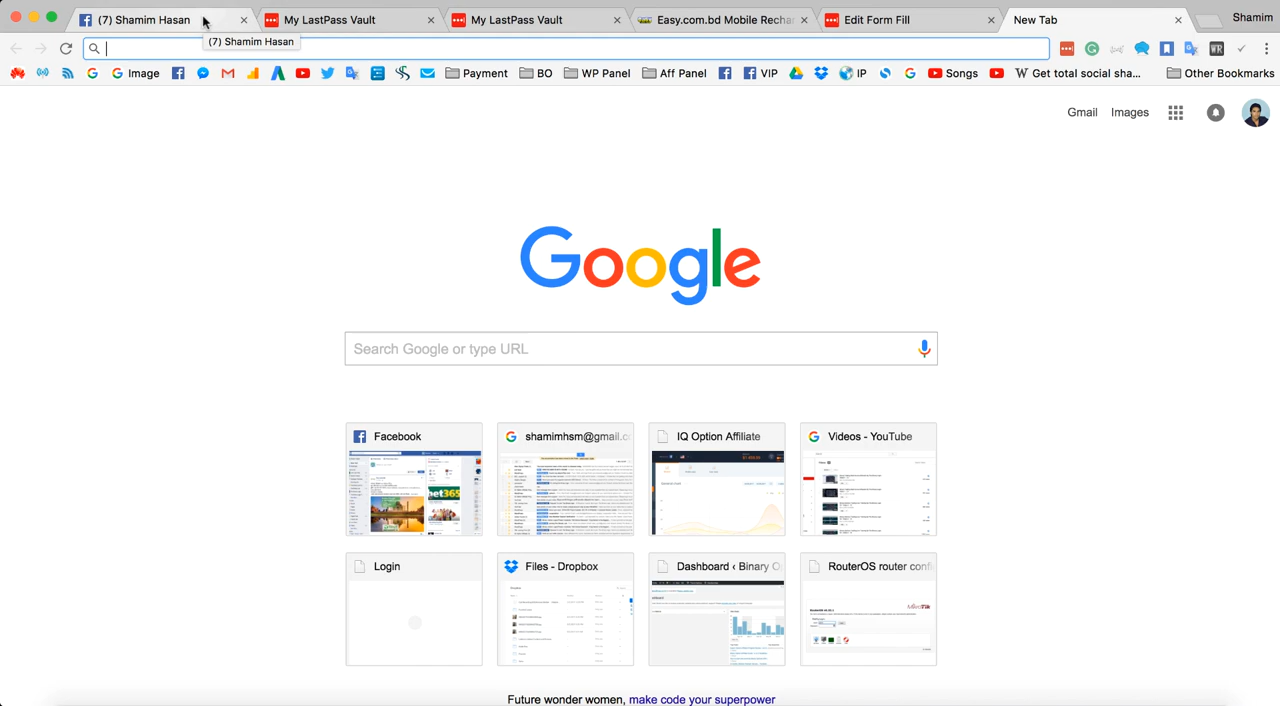 (7) Shamim Hasan
My LastPass Vault
My LastPass Vault
Easy.com.bd Mobile Rechar
Edit Form Fill
New Tab
Shamim
(7) Shamim Hasan
Image
Payment
BO
WP Panel
Aff Panel
VIP
IP
Songs
W Get total social sha...
Other Bookmarks
Gmail
Images
Google
Search Google or type URL
Facebook
shamimhsm@gmail.co
IQ Option Affiliate
Videos - YouTube
bet365
Login
Files - Dropbox
Dashboard ‹ Binary O
RouterOS router confi
Future wonder women, make code your superpower